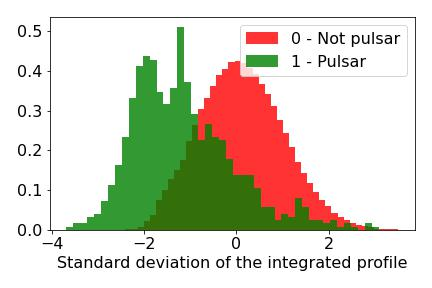 0.5
0.4
0.3
0.2
0.1
0.0
0 - Not pulsar
1 - Pulsar
−4 −2 0 2
Standard deviation of the integrated profile